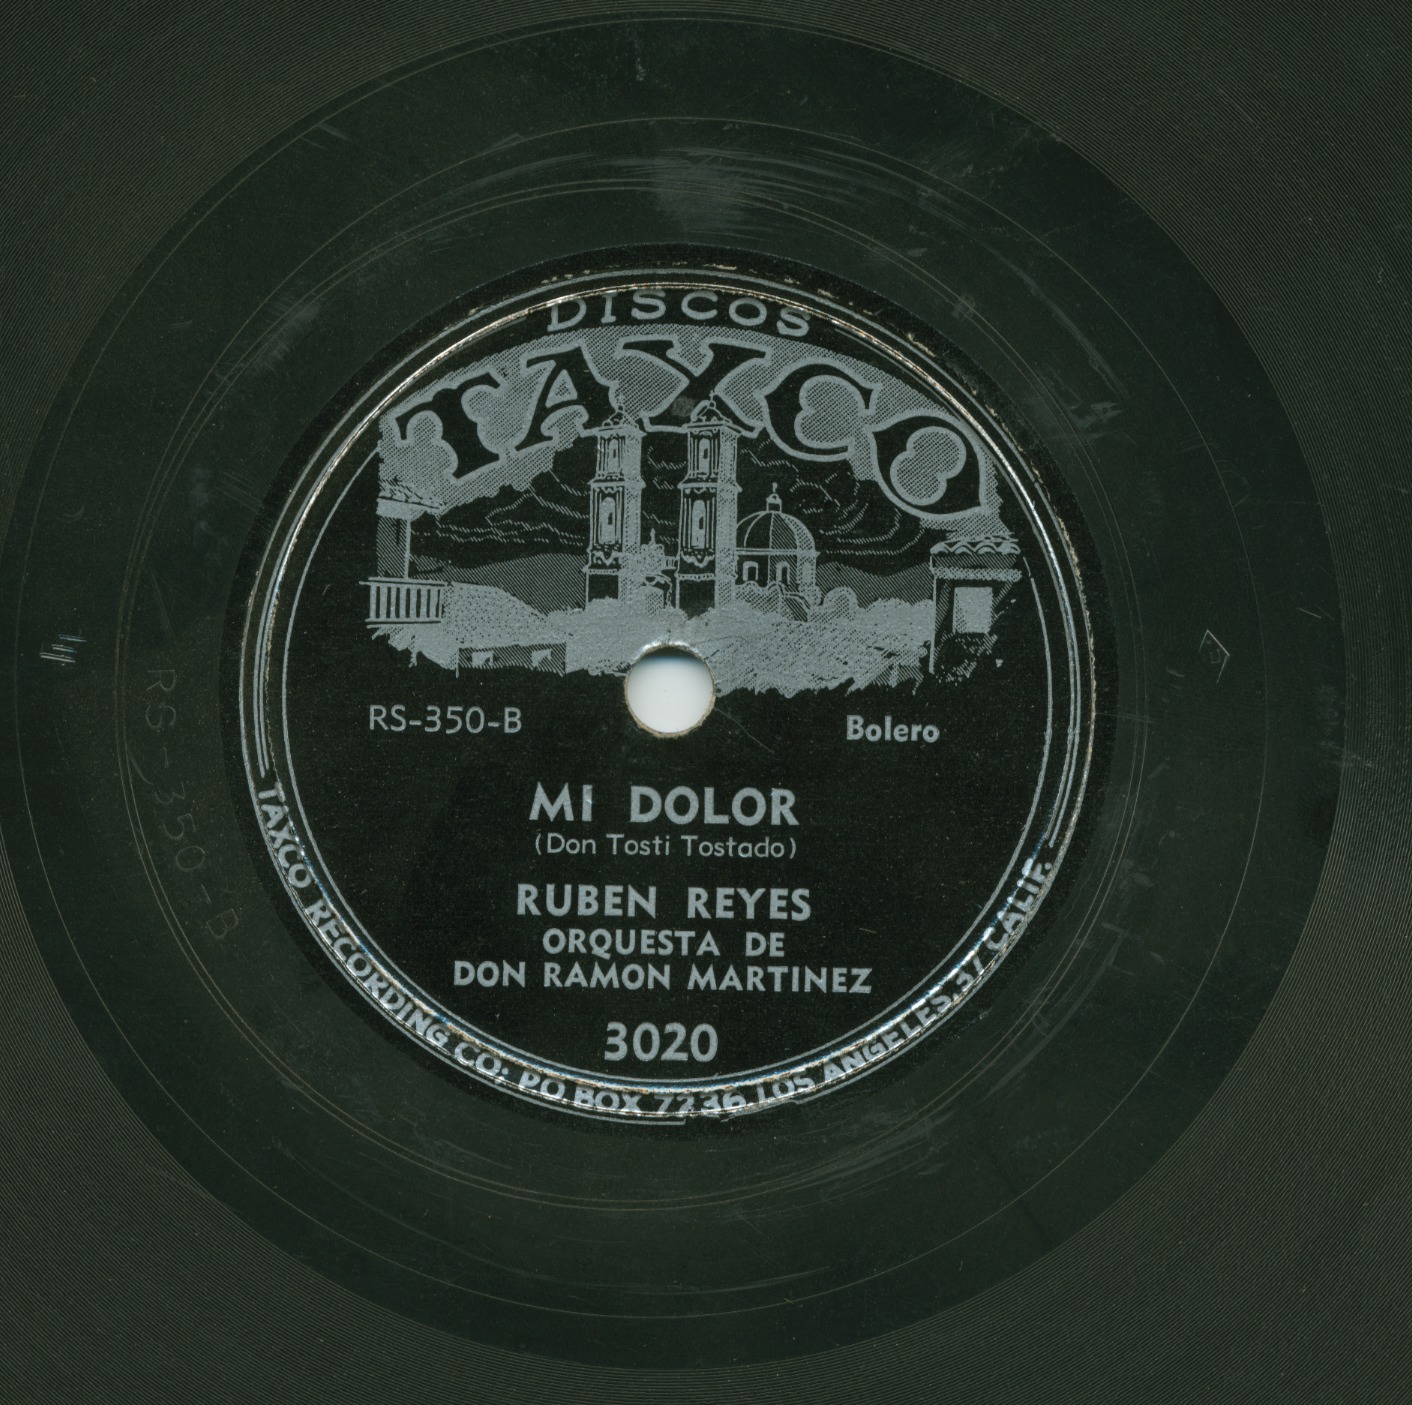 DISCOS
TAXCO
RS-350-B
Bolero
MI DOLOR
(Don Tosti Tostado)
RUBEN REYES
ORQUESTA DE
DON RAMON MARTINEZ
3020
TAXCO RECORDING CO; P.O. BOX 7236, LOS ANGELES, 37 CALIF.
RS-350-B